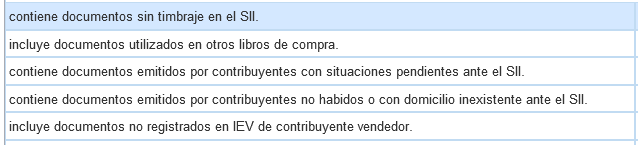 contiene documentos sin timbraje en el SII.
incluye documentos utilizados en otros libros de compra.
contiene documentos emitidos por contribuyentes con situaciones pendientes ante el SII.
contiene documentos emitidos por contribuyentes no habidos o con domicilio inexistente ante el SII.
incluye documentos no registrados en IEV de contribuyente vendedor.